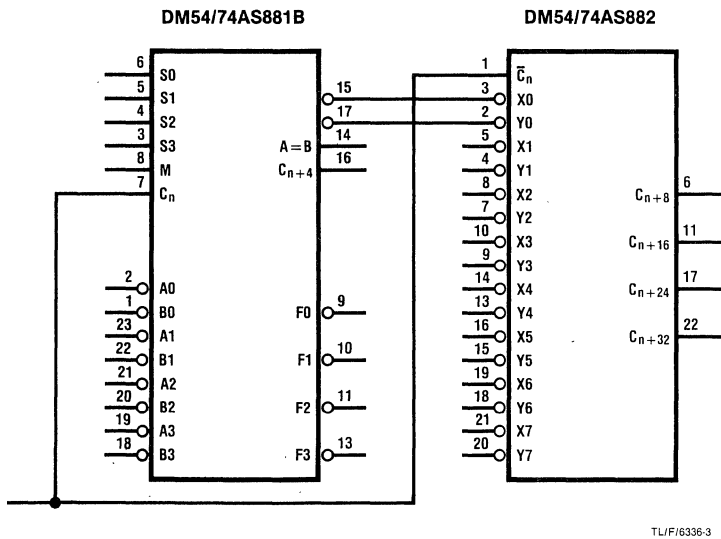 DM54/74AS881B
DM54/74AS882
6 S0
5 S1
4 S2
3 S3
8 M
7 Cn
2 A0
1 B0
23 A1
22 B1
21 A2
20 B2
19 A3
18 B3
15
17
A=B 14
Cn+4 16
F0 9
F1 10
F2 11
F3 13
1 C̅n
3 X0
2 Y0
5 X1
4 Y1
8 X2
7 Y2
10 X3
9 Y3
14 X4
13 Y4
16 X5
15 Y5
19 X6
18 Y6
21 X7
20 Y7
Cn+8 6
Cn+16 11
Cn+24 17
Cn+32 22
TL/F/6336-3